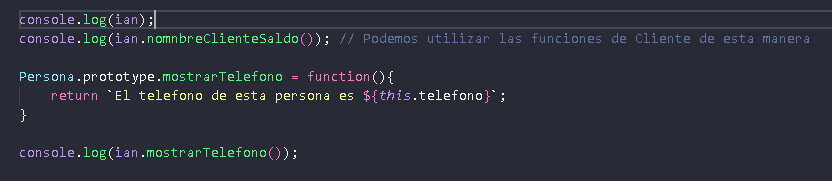 console.log(ian);
console.log(ian.nomnbreClienteSaldo()); // Podemos utilizar las funciones de Cliente de esta manera
Persona.prototype.mostrarTelefono = function(){
return `El telefono de esta persona es ${this.telefono}`;
}
console.log(ian.mostrarTelefono());